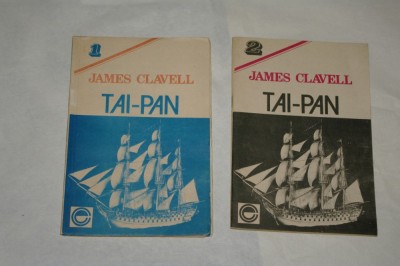 1
JAMES CLAVELL
TAI-PAN
2
JAMES CLAVELL
TAI-PAN